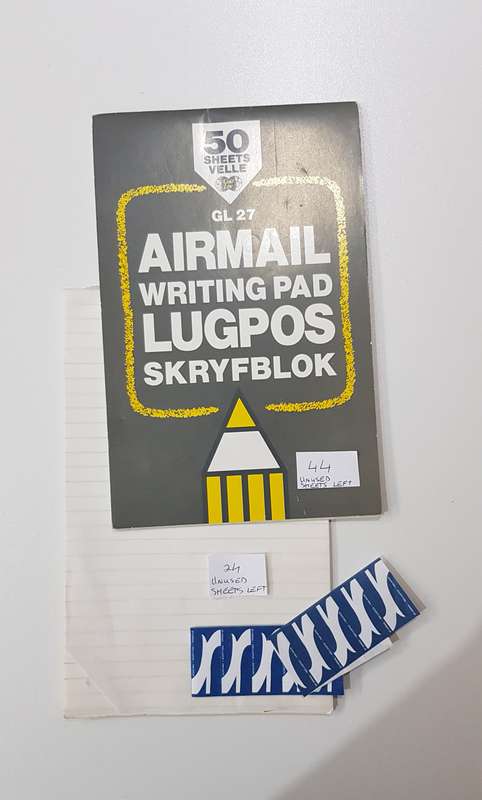 50
SHEETS
VELLE
GL 27
AIRMAIL
WRITING PAD
LUGPOS
SKRYFBLOK
44
UNUSED
SHEETS LEFT
24
UNUSED
SHEETS LEFT